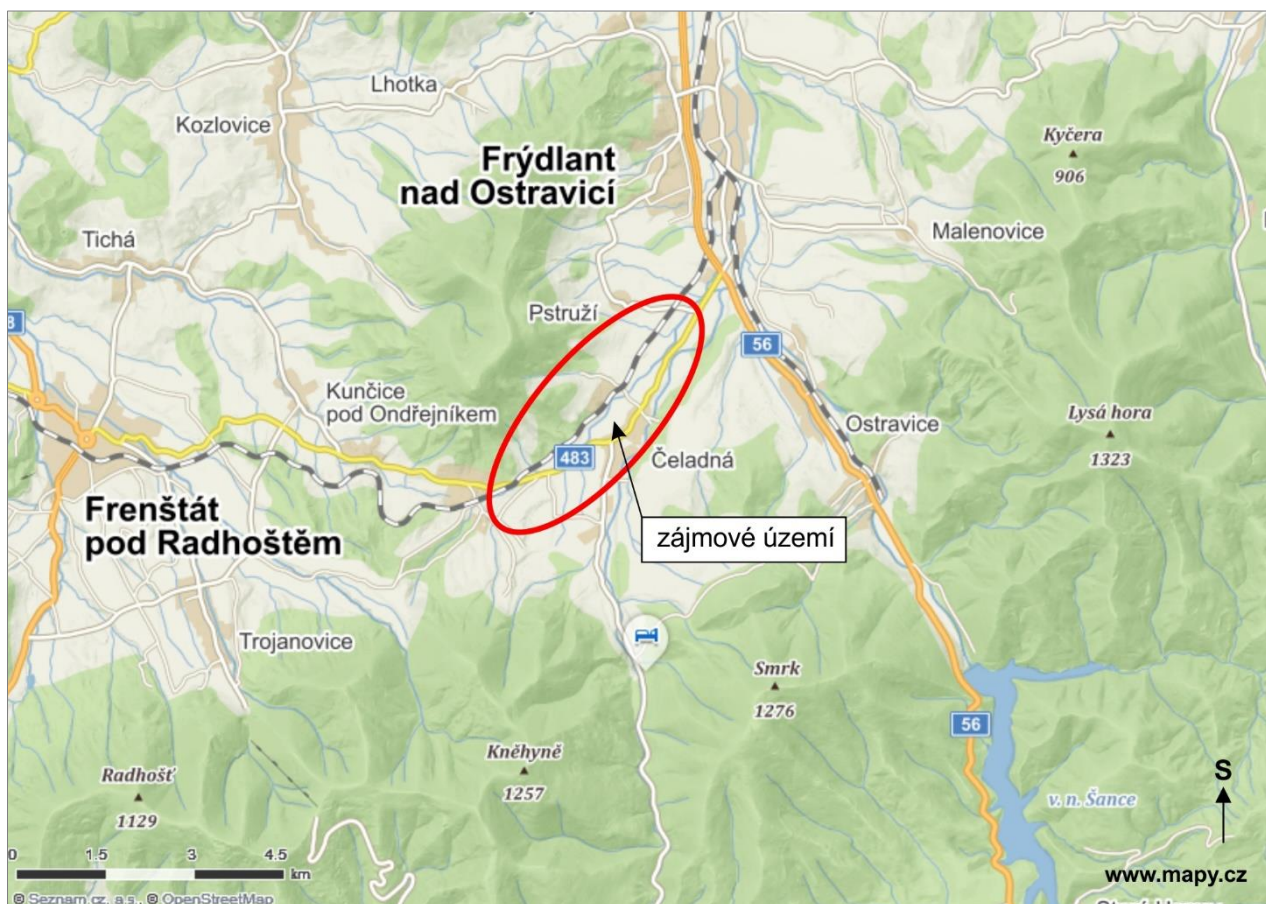 Lhotka
Kozlovice
Frýdlant
nad Ostravicí
Kyčera
906
Tichá
Malenovice
Pstruží
8
56
Kunčice
pod Ondřejníkem
Lysá hora
1323
Ostravice
483
Čeladná
Frenštát
pod Radhoštěm
zájmové území
Trojanovice
Smrk
1276
56
Kněhyně
1257
Radhošť
1129
S
v. n. Šance
0 1.5 3 4.5
km
www.mapy.cz
© Seznam.cz, a.s., © OpenStreetMap